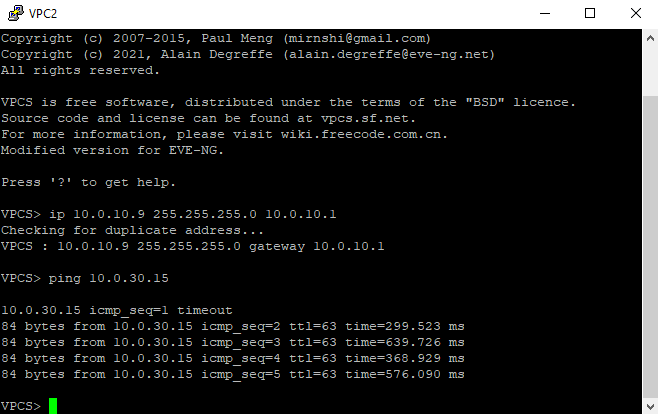 VPC2
Copyright (c) 2007-2015, Paul Meng (mirnshi@gmail.com)
Copyright (c) 2021, Alain Degreffe (alain.degreffe@eve-ng.net)
All rights reserved.
VPCS is free software, distributed under the terms of the "BSD" licence.
Source code and license can be found at vpcs.sf.net.
For more information, please visit wiki.freecode.com.cn.
Modified version for EVE-NG.
Press '?' to get help.
VPCS> ip 10.0.10.9 255.255.255.0 10.0.10.1
Checking for duplicate address...
VPCS : 10.0.10.9 255.255.255.0 gateway 10.0.10.1
VPCS> ping 10.0.30.15
10.0.30.15 icmp_seq=1 timeout
84 bytes from 10.0.30.15 icmp_seq=2 ttl=63 time=299.523 ms
84 bytes from 10.0.30.15 icmp_seq=3 ttl=63 time=639.726 ms
84 bytes from 10.0.30.15 icmp_seq=4 ttl=63 time=368.929 ms
84 bytes from 10.0.30.15 icmp_seq=5 ttl=63 time=576.090 ms
VPCS>